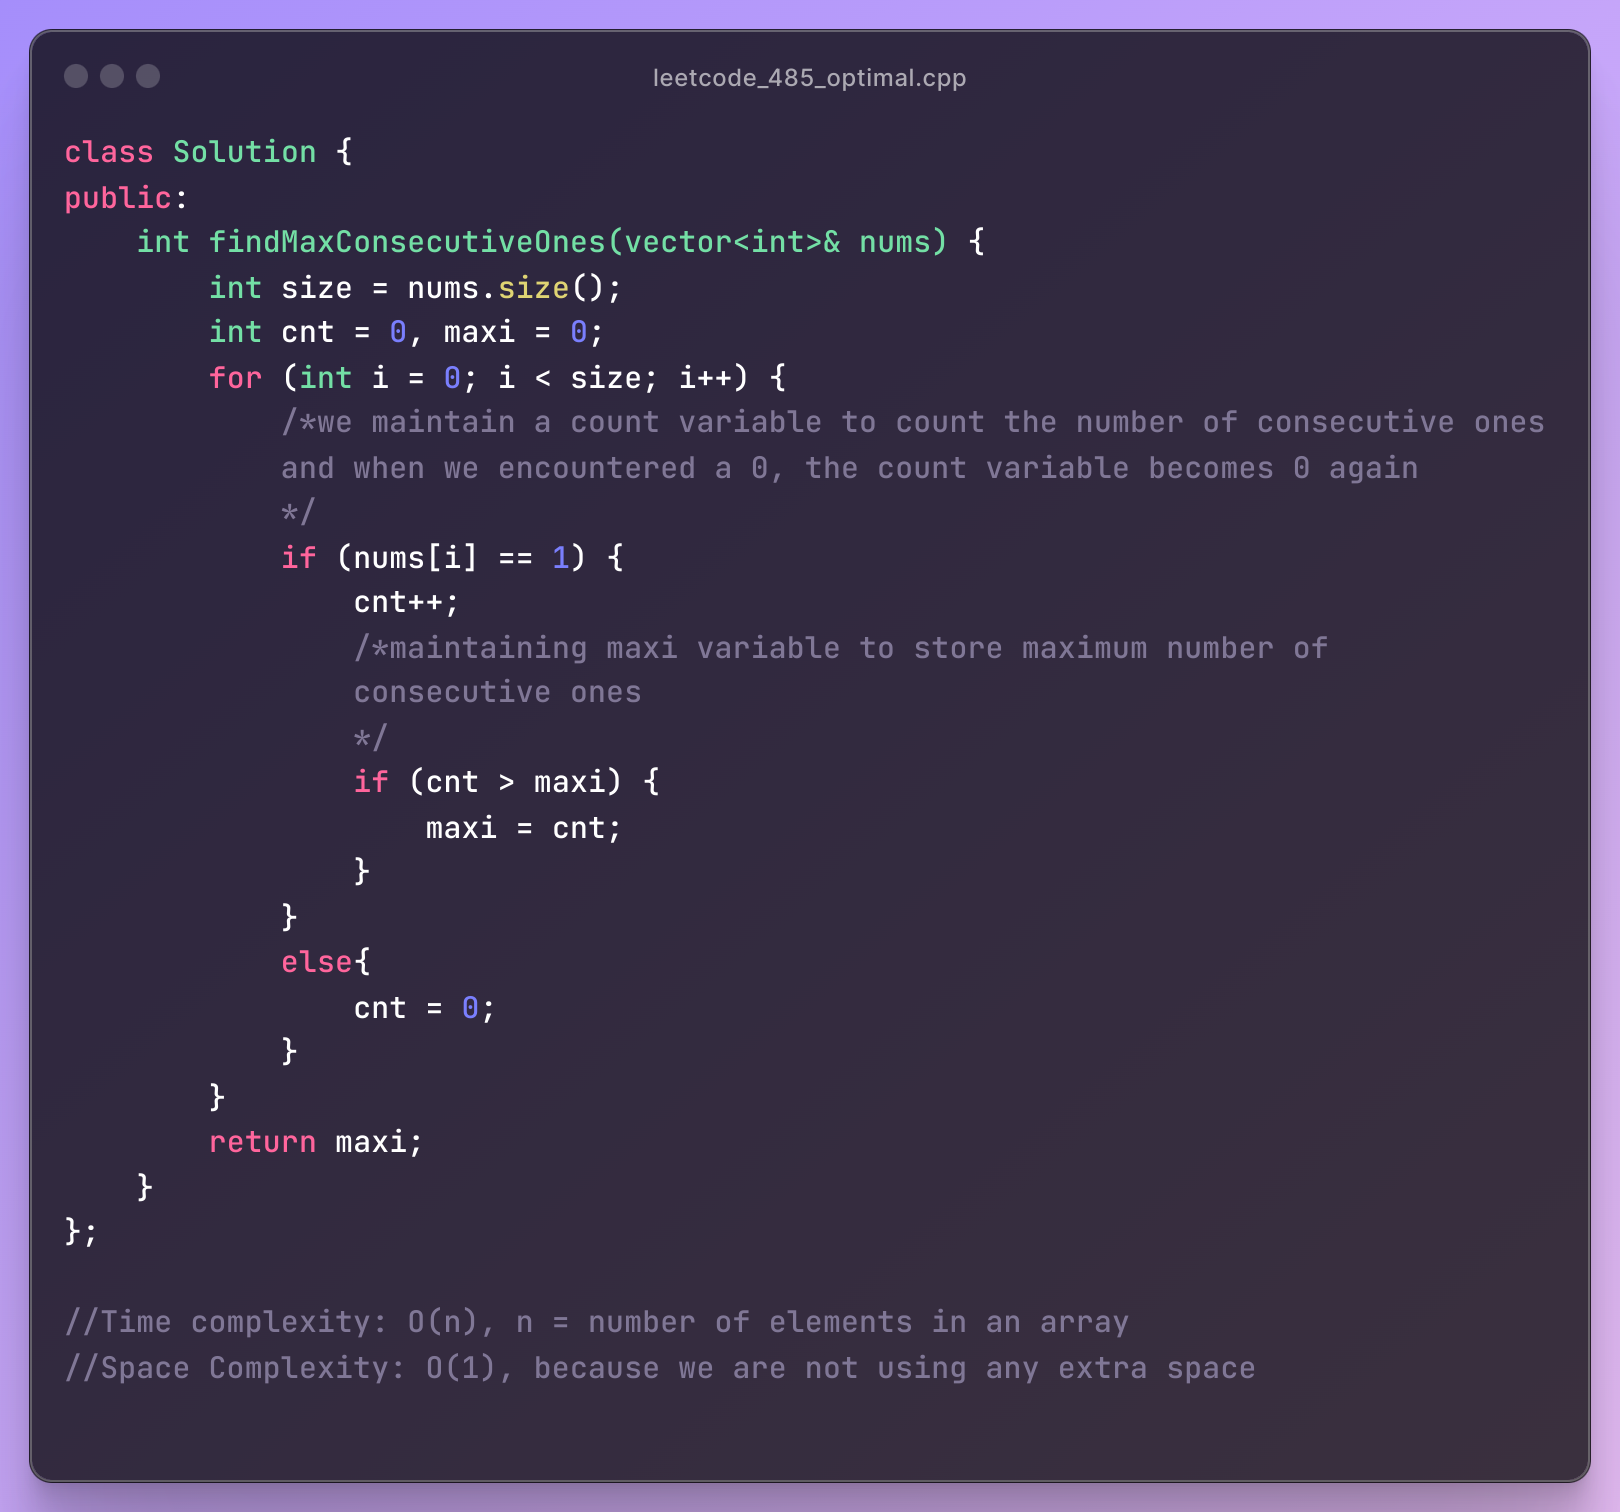 leetcode_485_optimal.cpp
class Solution {
public:
    int findMaxConsecutiveOnes(vector<int>& nums) {
        int size = nums.size();
        int cnt = 0, maxi = 0;
        for (int i = 0; i < size; i++) {
            /*we maintain a count variable to count the number of consecutive ones
            and when we encountered a 0, the count variable becomes 0 again
            */
            if (nums[i] == 1) {
                cnt++;
                /*maintaining maxi variable to store maximum number of
                consecutive ones
                */
                if (cnt > maxi) {
                    maxi = cnt;
                }
            }
            else{
                cnt = 0;
            }
        }
        return maxi;
    }
};

//Time complexity: O(n), n = number of elements in an array
//Space Complexity: O(1), because we are not using any extra space